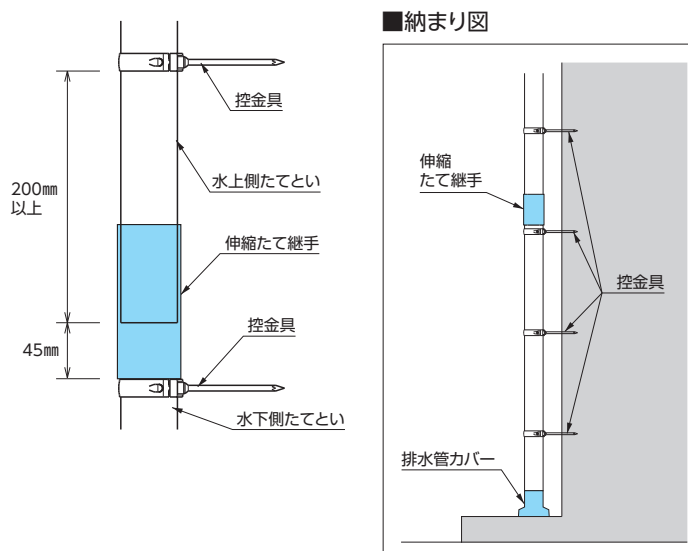 控金具
水上側たてとい
200㎜
以上
伸縮たて継手
控金具
45㎜
水下側たてとい
■納まり図
伸縮
たて継手
控金具
排水管カバー